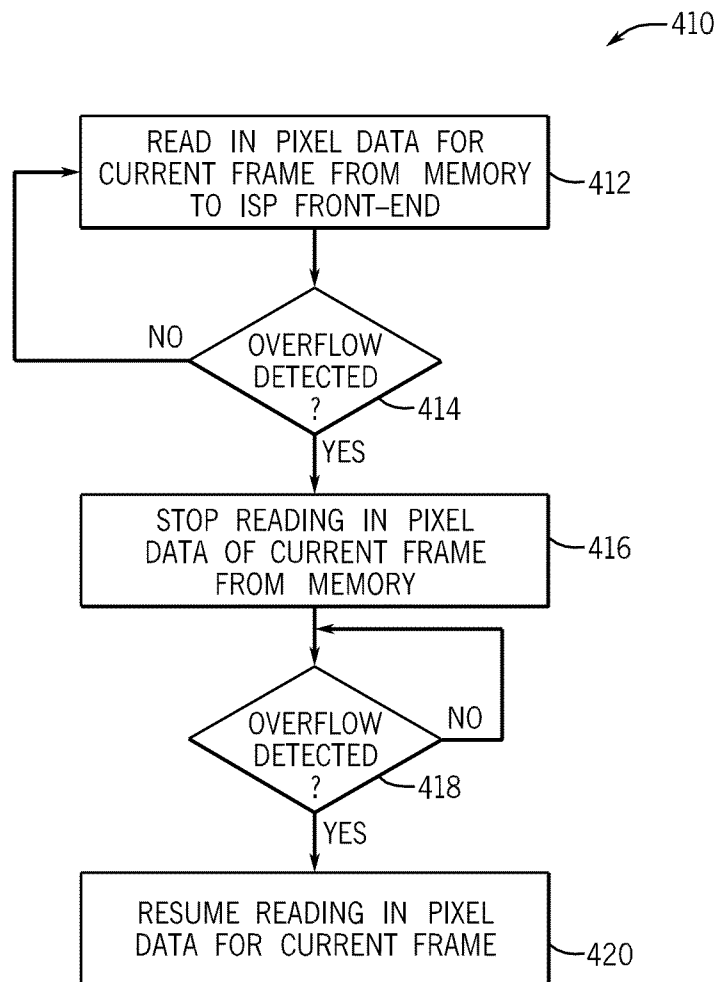 410
READ IN PIXEL DATA FOR
CURRENT FRAME FROM MEMORY
TO ISP FRONT-END
412
NO
OVERFLOW
DETECTED
?
414
YES
STOP READING IN PIXEL
DATA OF CURRENT FRAME
FROM MEMORY
416
OVERFLOW
DETECTED
?
NO
418
YES
RESUME READING IN PIXEL
DATA FOR CURRENT FRAME
420